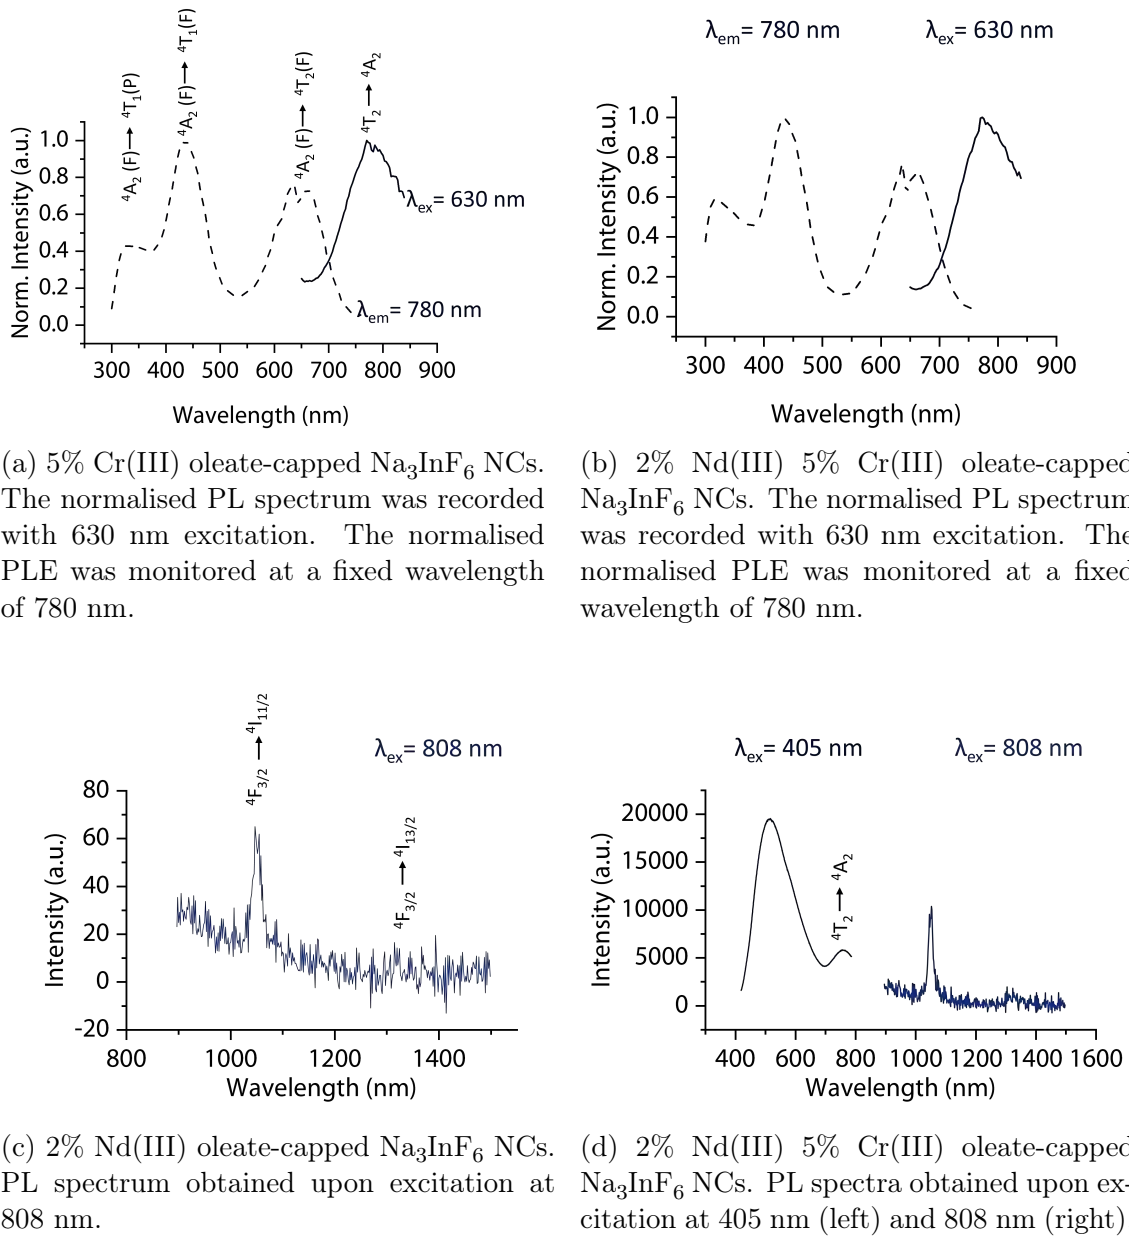 ⁴A₂ (F) → ⁴T₁(P)
⁴A₂ (F) → ⁴T₁(F)
⁴A₂ (F) → ⁴T₂(F)
⁴T₂ → ⁴A₂
Norm. Intensity (a.u.)
1.0
0.8
0.6
0.4
0.2
0.0
λex= 630 nm
λem= 780 nm
300 400 500 600 700 800 900
Wavelength (nm)
(a) 5% Cr(III) oleate-capped Na₃InF₆ NCs.
The normalised PL spectrum was recorded
with 630 nm excitation. The normalised
PLE was monitored at a fixed wavelength
of 780 nm.
λem= 780 nm λex= 630 nm
Norm. Intensity (a.u.)
1.0
0.8
0.6
0.4
0.2
0.0
300 400 500 600 700 800 900
Wavelength (nm)
(b) 2% Nd(III) 5% Cr(III) oleate-capped
Na₃InF₆ NCs. The normalised PL spectrum
was recorded with 630 nm excitation. The
normalised PLE was monitored at a fixed
wavelength of 780 nm.
⁴F3/2 → ⁴I11/2
λex= 808 nm
⁴F3/2 → ⁴I13/2
Intensity (a.u.)
80
60
40
20
0
-20
800 1000 1200 1400
Wavelength (nm)
(c) 2% Nd(III) oleate-capped Na₃InF₆ NCs.
PL spectrum obtained upon excitation at
808 nm.
λex= 405 nm λex= 808 nm
⁴T₂ → ⁴A₂
Intensity (a.u.)
20000
15000
10000
5000
0
400 600 800 1000 1200 1400 1600
Wavelength (nm)
(d) 2% Nd(III) 5% Cr(III) oleate-capped
Na₃InF₆ NCs. PL spectra obtained upon ex-
citation at 405 nm (left) and 808 nm (right)